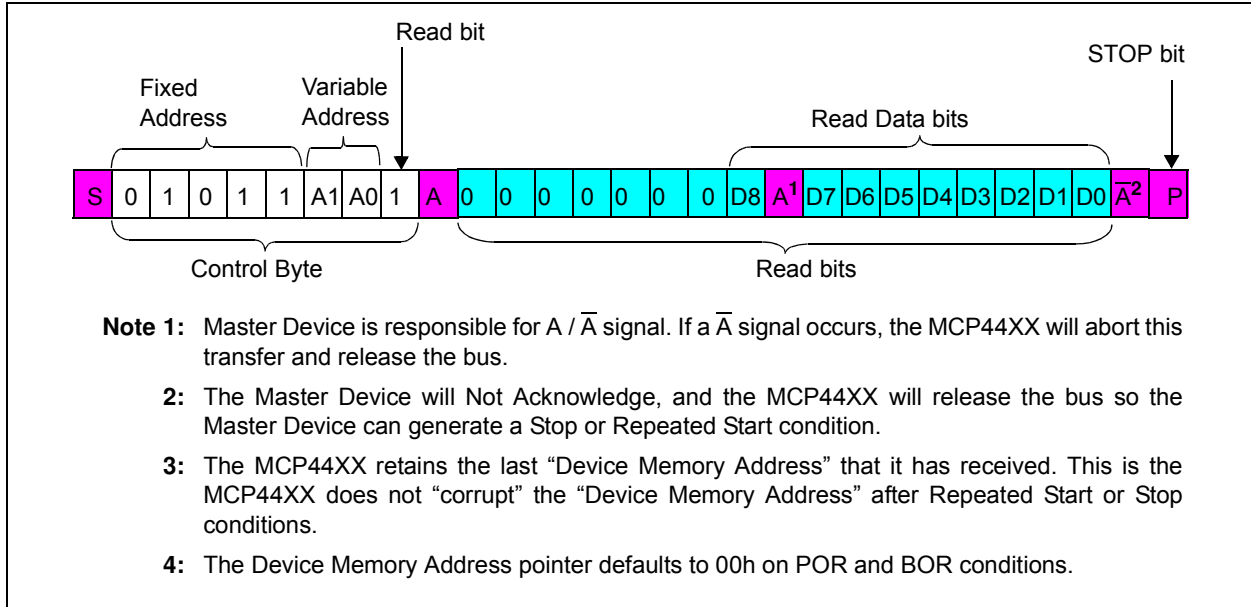 Read bit
STOP bit
Fixed Address
Variable Address
Read Data bits
S 0 1 0 1 1 A1 A0 1 A 0 0 0 0 0 0 0 D8 A¹ D7 D6 D5 D4 D3 D2 D1 D0 A̅² P
Control Byte
Read bits
Note 1: Master Device is responsible for A / A̅ signal. If a A̅ signal occurs, the MCP44XX will abort this
transfer and release the bus.
2: The Master Device will Not Acknowledge, and the MCP44XX will release the bus so the
Master Device can generate a Stop or Repeated Start condition.
3: The MCP44XX retains the last “Device Memory Address” that it has received. This is the
MCP44XX does not “corrupt” the “Device Memory Address” after Repeated Start or Stop
conditions.
4: The Device Memory Address pointer defaults to 00h on POR and BOR conditions.